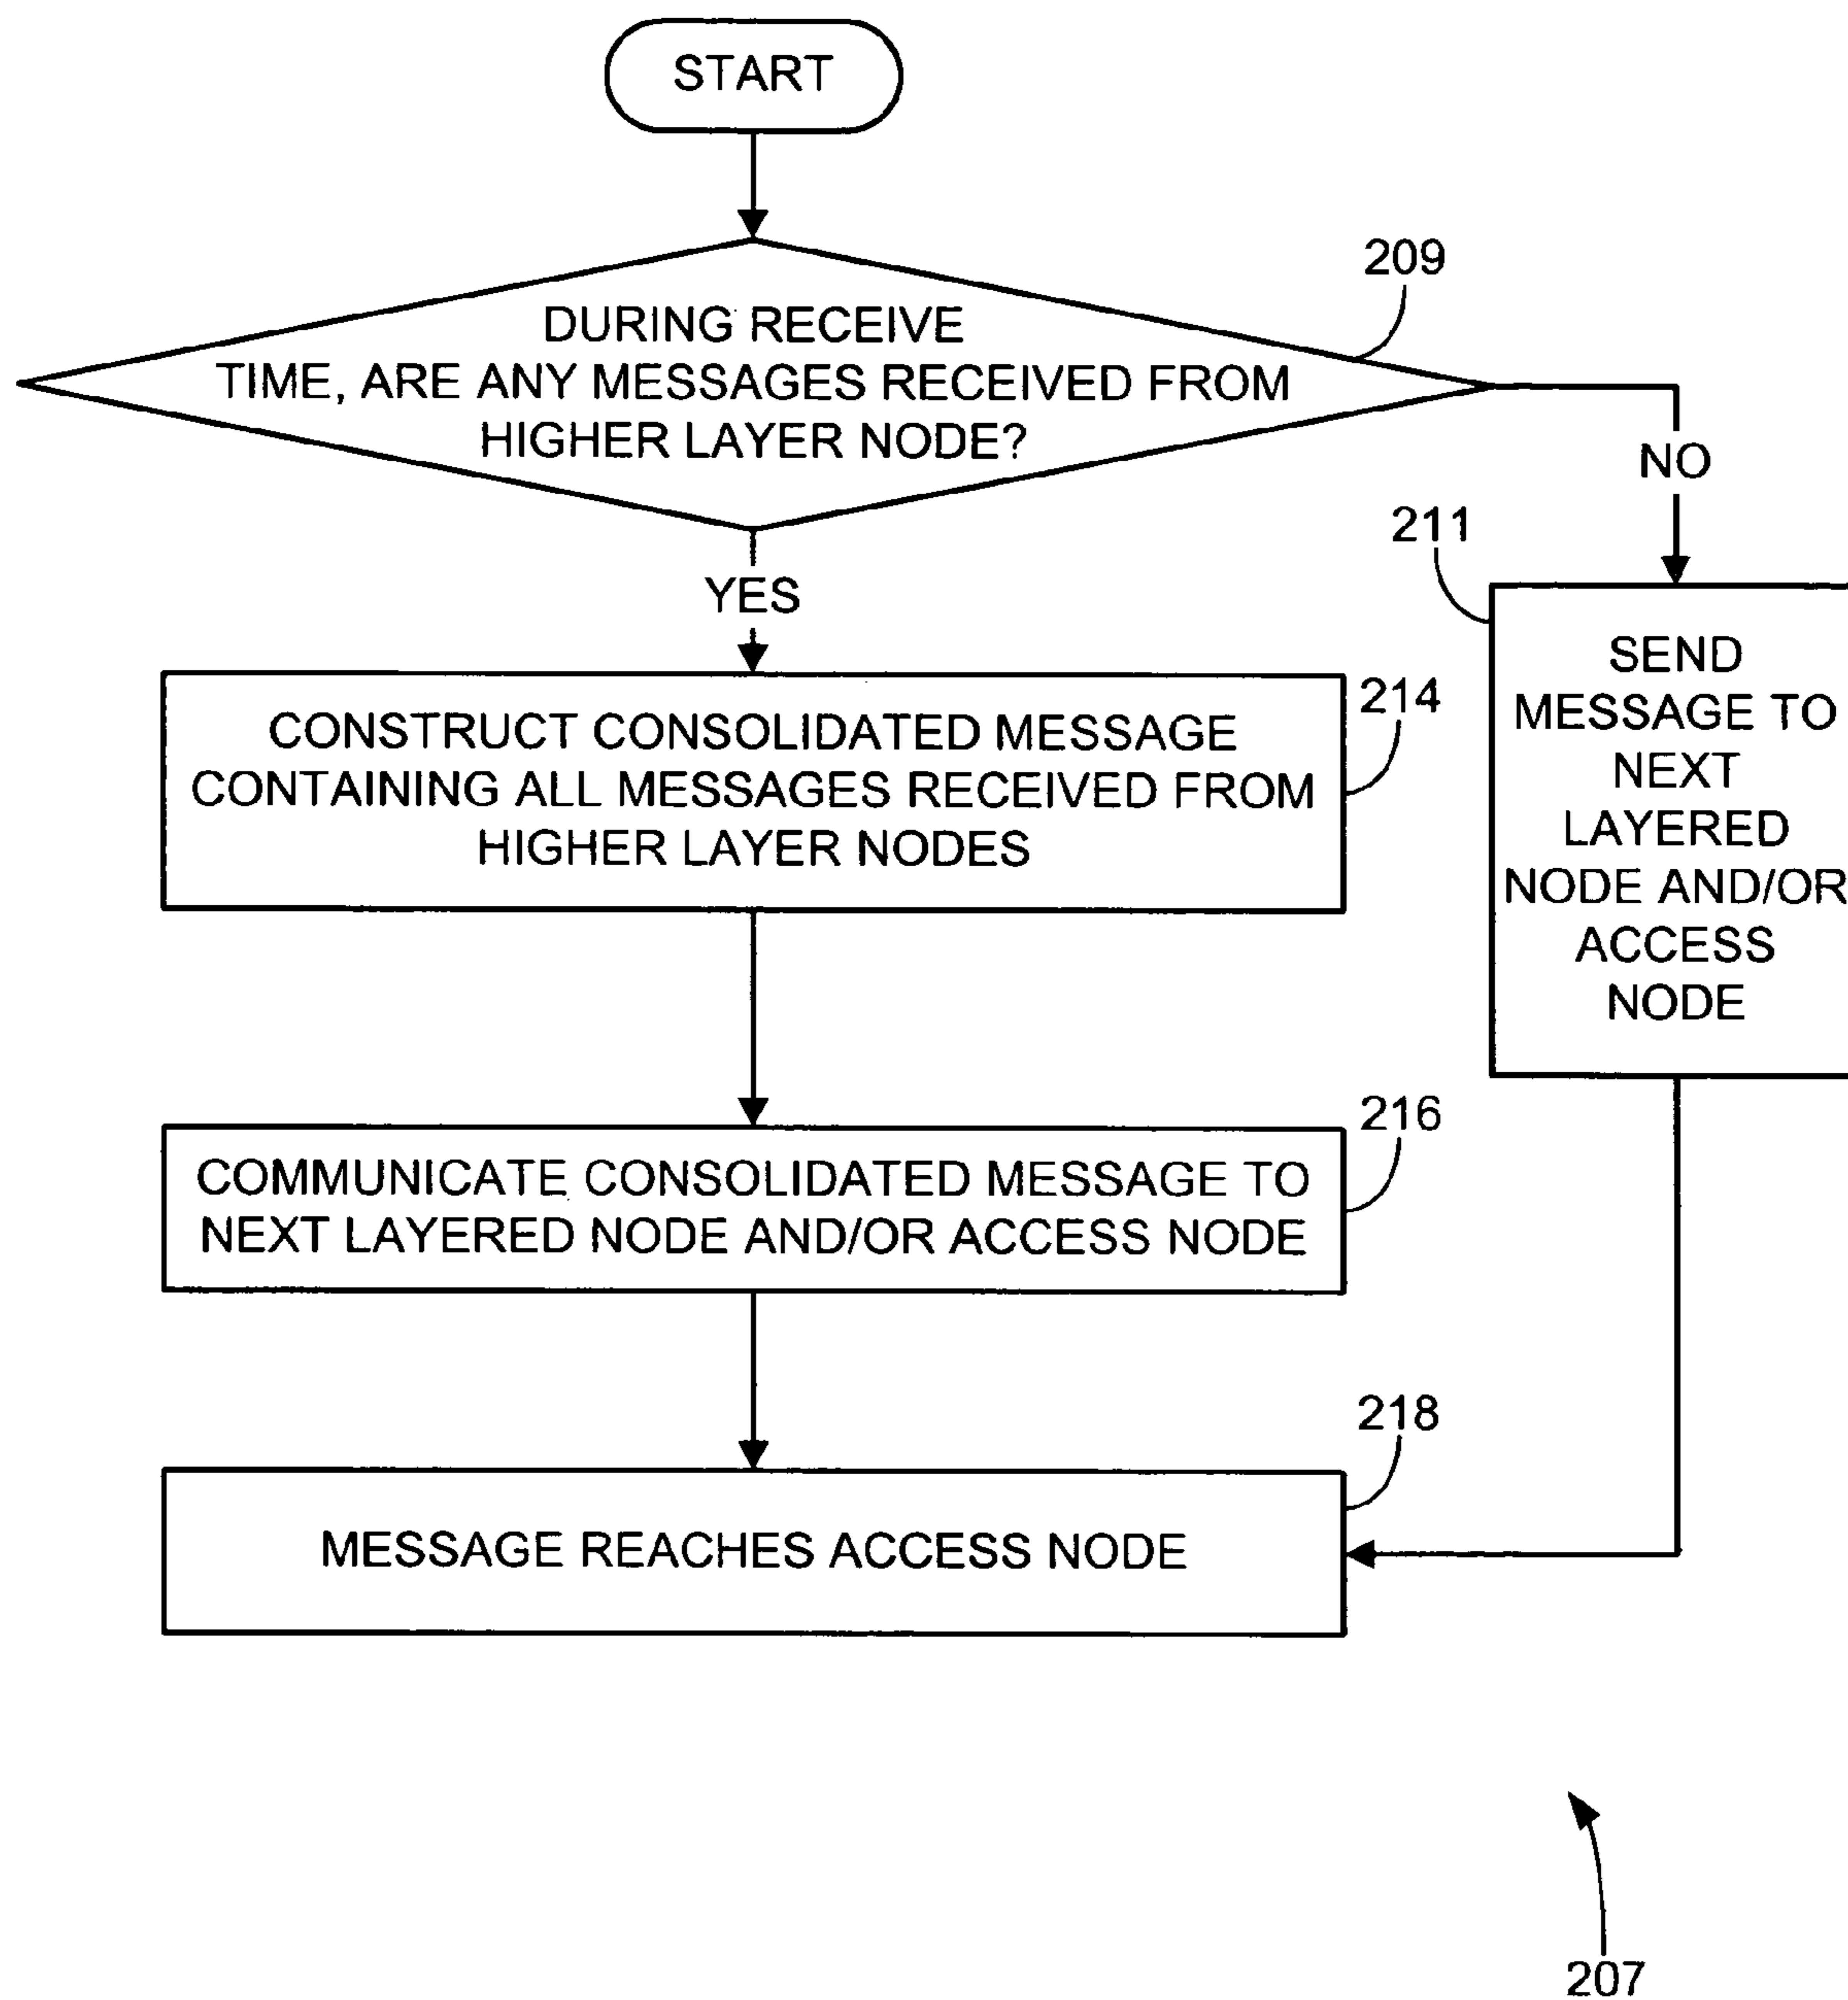 START
209
DURING RECEIVE
TIME, ARE ANY MESSAGES RECEIVED FROM
HIGHER LAYER NODE?
NO
YES
211
SEND
MESSAGE TO
NEXT
LAYERED
NODE AND/OR
ACCESS
NODE
214
CONSTRUCT CONSOLIDATED MESSAGE
CONTAINING ALL MESSAGES RECEIVED FROM
HIGHER LAYER NODES
216
COMMUNICATE CONSOLIDATED MESSAGE TO
NEXT LAYERED NODE AND/OR ACCESS NODE
218
MESSAGE REACHES ACCESS NODE
207